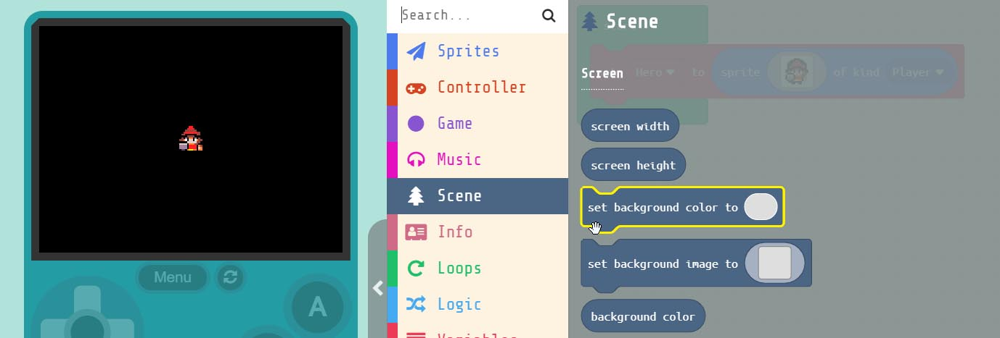 Search...
Sprites
Controller
Game
Music
Scene
Info
Loops
Logic
Variables
Menu
A
Scene
Hero to sprite of kind Player
Screen
screen width
screen height
set background color to
set background image to
background color